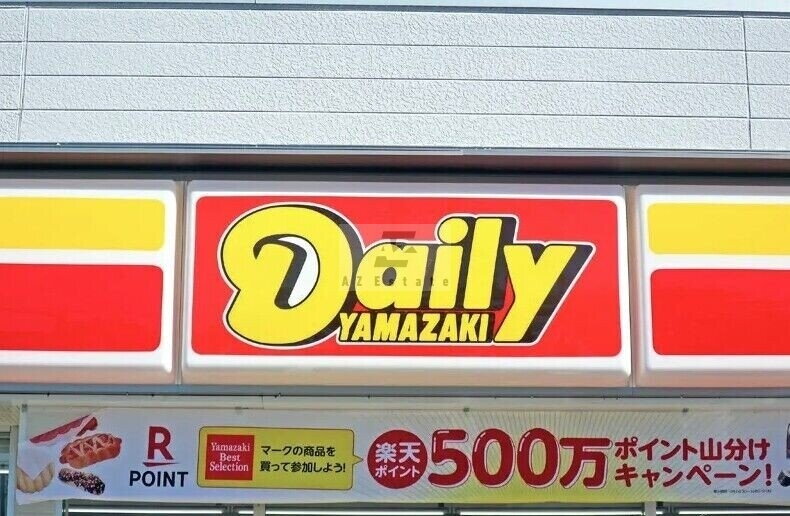 Daily
YAMAZAKI
AZ Estate
R
POINT
Yamazaki
Best
Selection
マークの商品を
買って参加しよう!
楽天
ポイント
500万
ポイント山分け
キャンペーン!